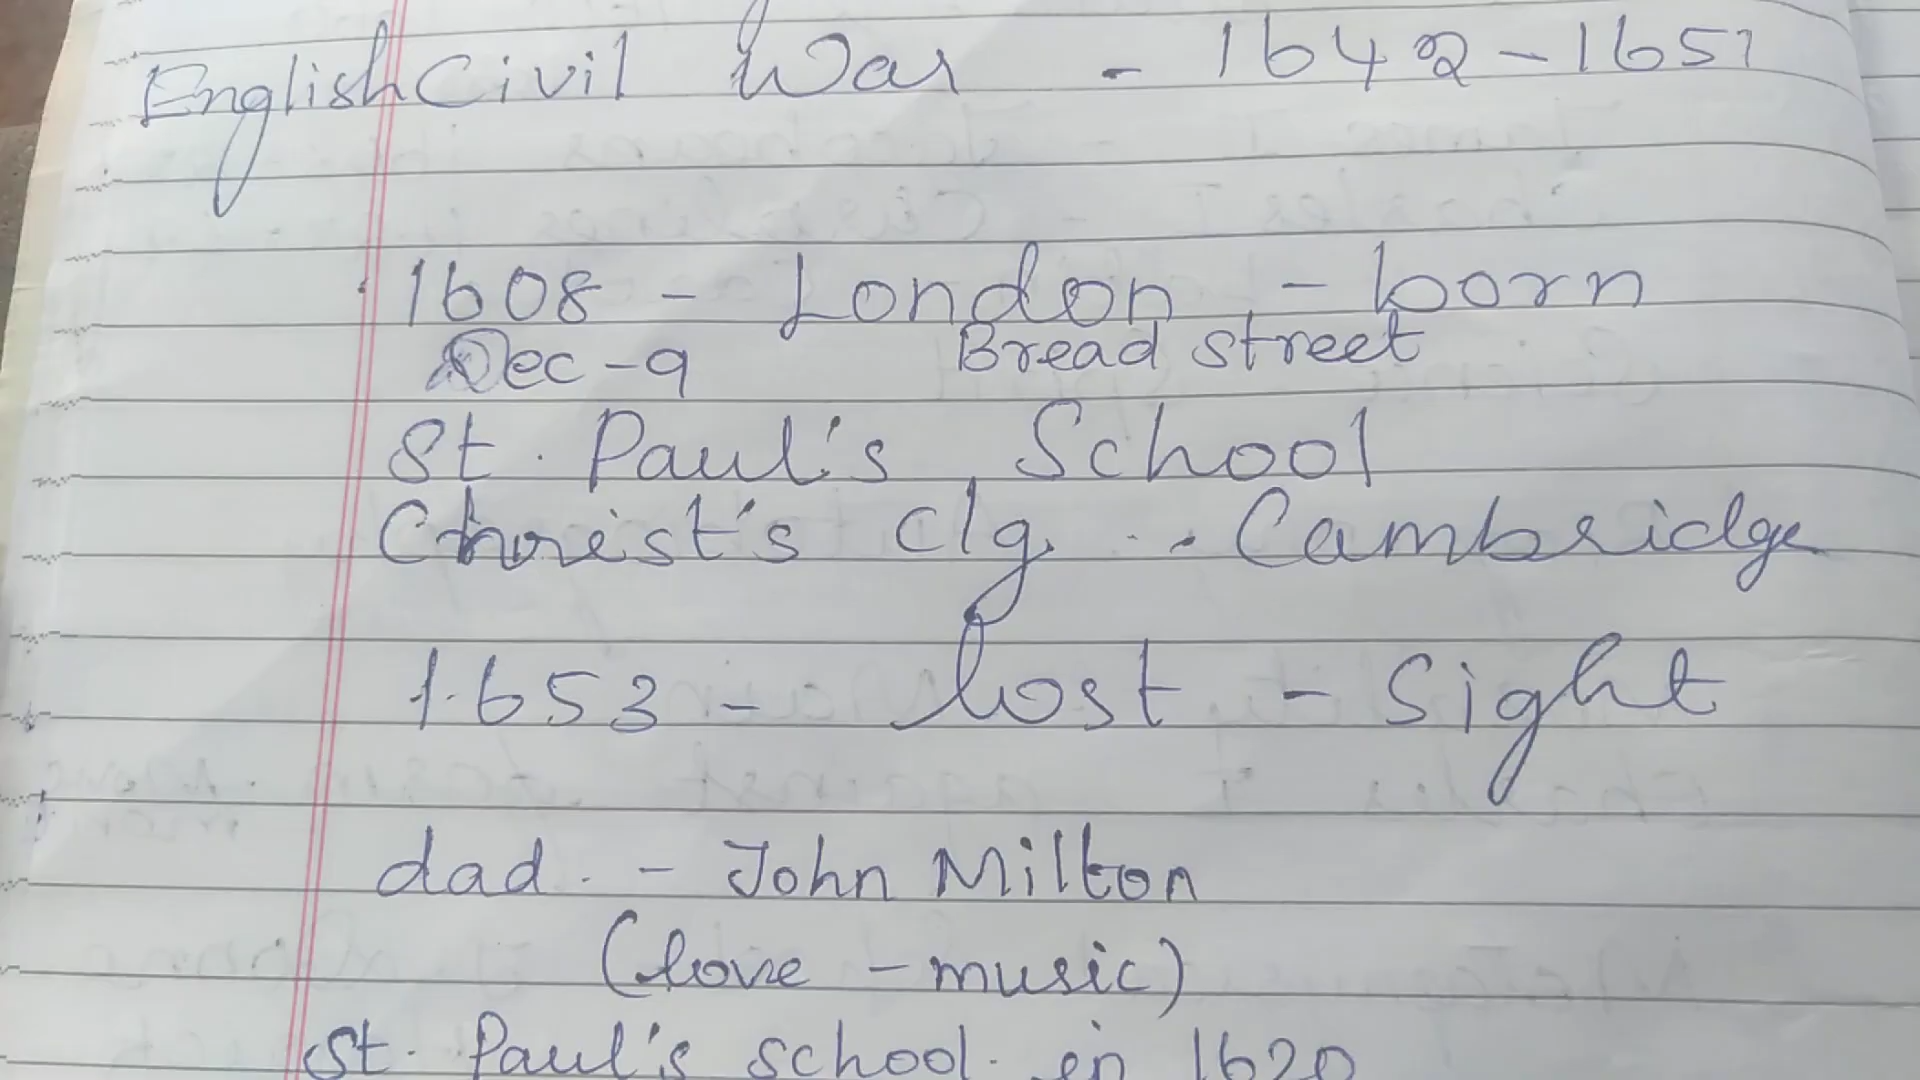 English Civil War - 1642-1651
1608 - London - born
Dec-9 Bread street
St. Paul's School
Christ's clg. - Cambridge
1653 - lost - Sight
dad. - John Milton
(love - music)
St. Paul's school. in 1620